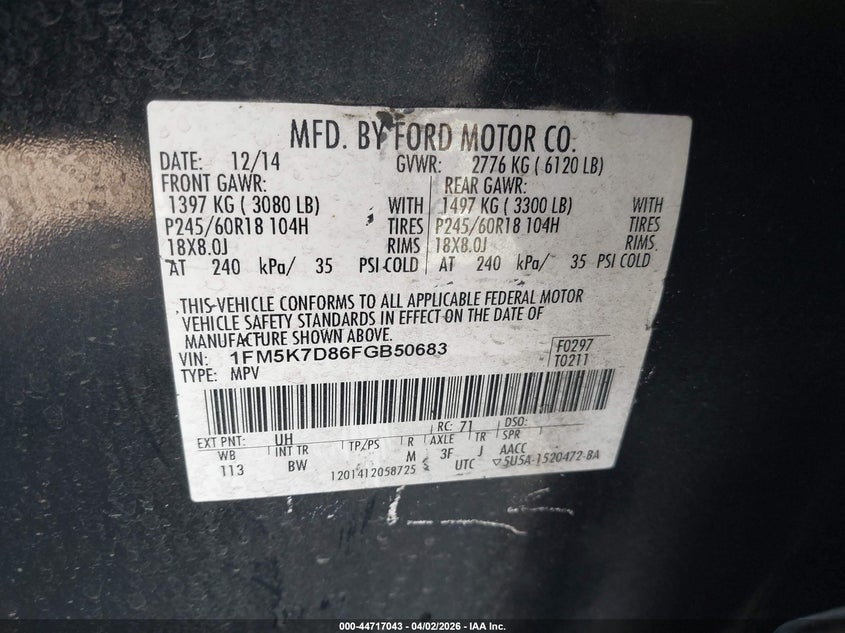 MFD. BY FORD MOTOR CO.
DATE: 12/14 GVWR: 2776 KG ( 6120 LB)
FRONT GAWR: REAR GAWR:
1397 KG ( 3080 LB) WITH 1497 KG ( 3300 LB) WITH
P245/60R18 104H TIRES P245/60R18 104H TIRES
18X8.0J RIMS 18X8.0J RIMS
AT 240 kPa/ 35 PSI COLD AT 240 kPa/ 35 PSI COLD
THIS VEHICLE CONFORMS TO ALL APPLICABLE FEDERAL MOTOR
VEHICLE SAFETY STANDARDS IN EFFECT ON THE DATE OF
MANUFACTURE SHOWN ABOVE.
VIN: 1FM5K7D86FGB50683 F0297
TYPE: MPV T0211
EXT PNT: UH RC: 71 DSO:
WB INT TR TP/PS R AXLE TR SPR
113 BW M 3F J AACC
1201412058725 UTC 5U5A-1520472-BA
000-44717043 - 04/02/2026 - IAA Inc.